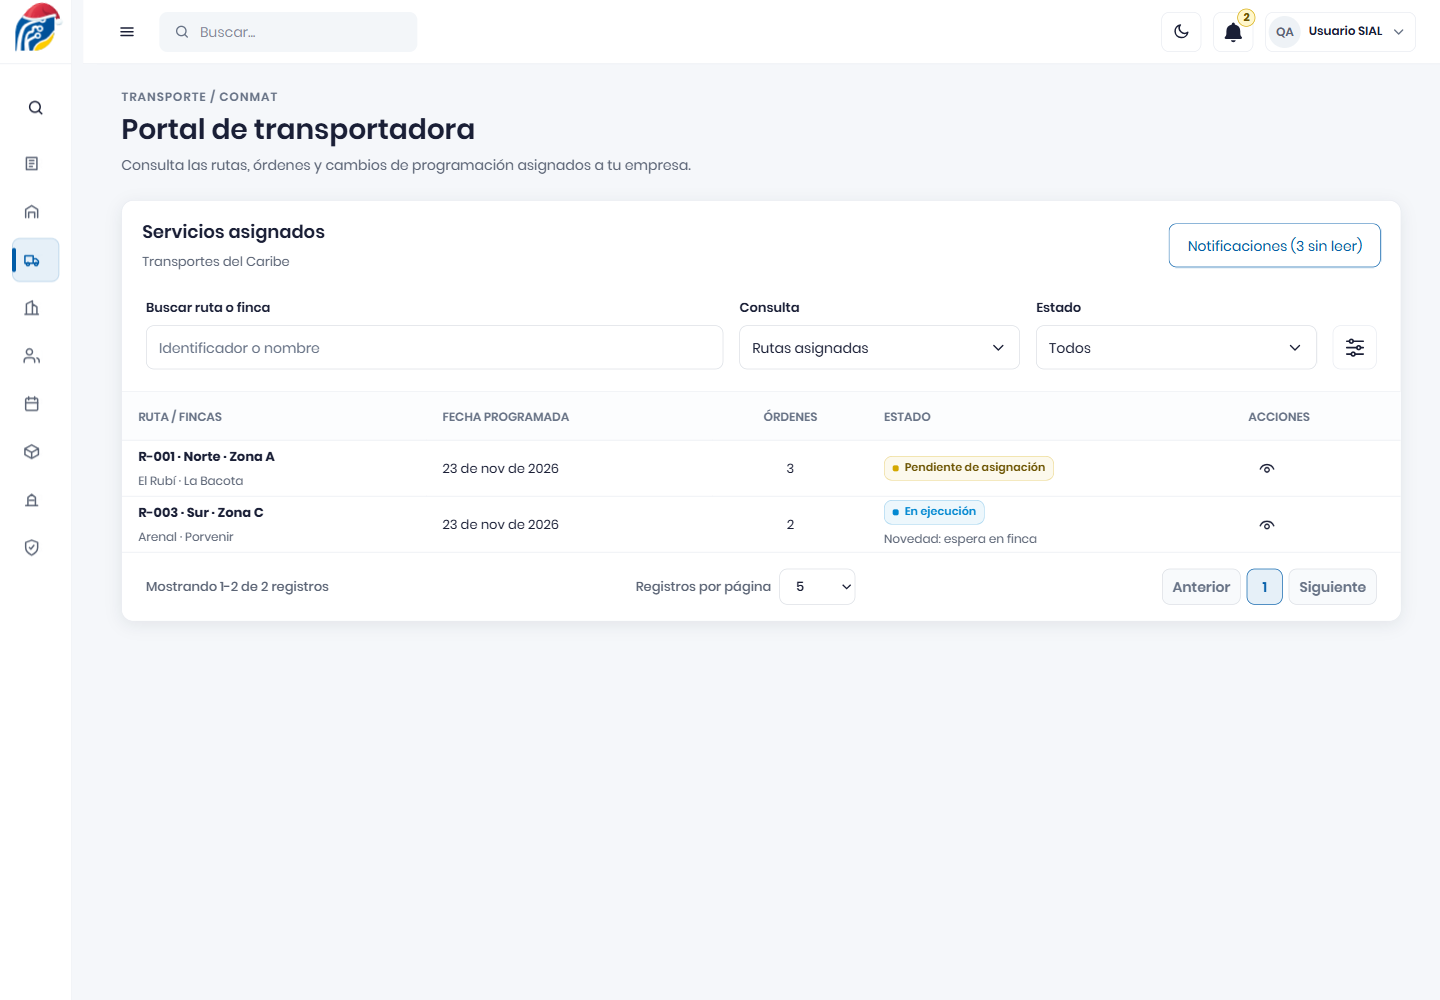 Buscar...
2
QA
Usuario SIAL
TRANSPORTE / CONMAT
Portal de transportadora
Consulta las rutas, órdenes y cambios de programación asignados a tu empresa.
Servicios asignados
Transportes del Caribe
Notificaciones (3 sin leer)
Buscar ruta o finca
Consulta
Estado
Identificador o nombre
Rutas asignadas
Todos
RUTA / FINCAS
FECHA PROGRAMADA
ÓRDENES
ESTADO
ACCIONES
R-001 · Norte · Zona A
El Rubí · La Bacota
23 de nov de 2026
3
Pendiente de asignación
R-003 · Sur · Zona C
Arenal · Porvenir
23 de nov de 2026
2
En ejecución
Novedad: espera en finca
Mostrando 1-2 de 2 registros
Registros por página
5
Anterior
1
Siguiente